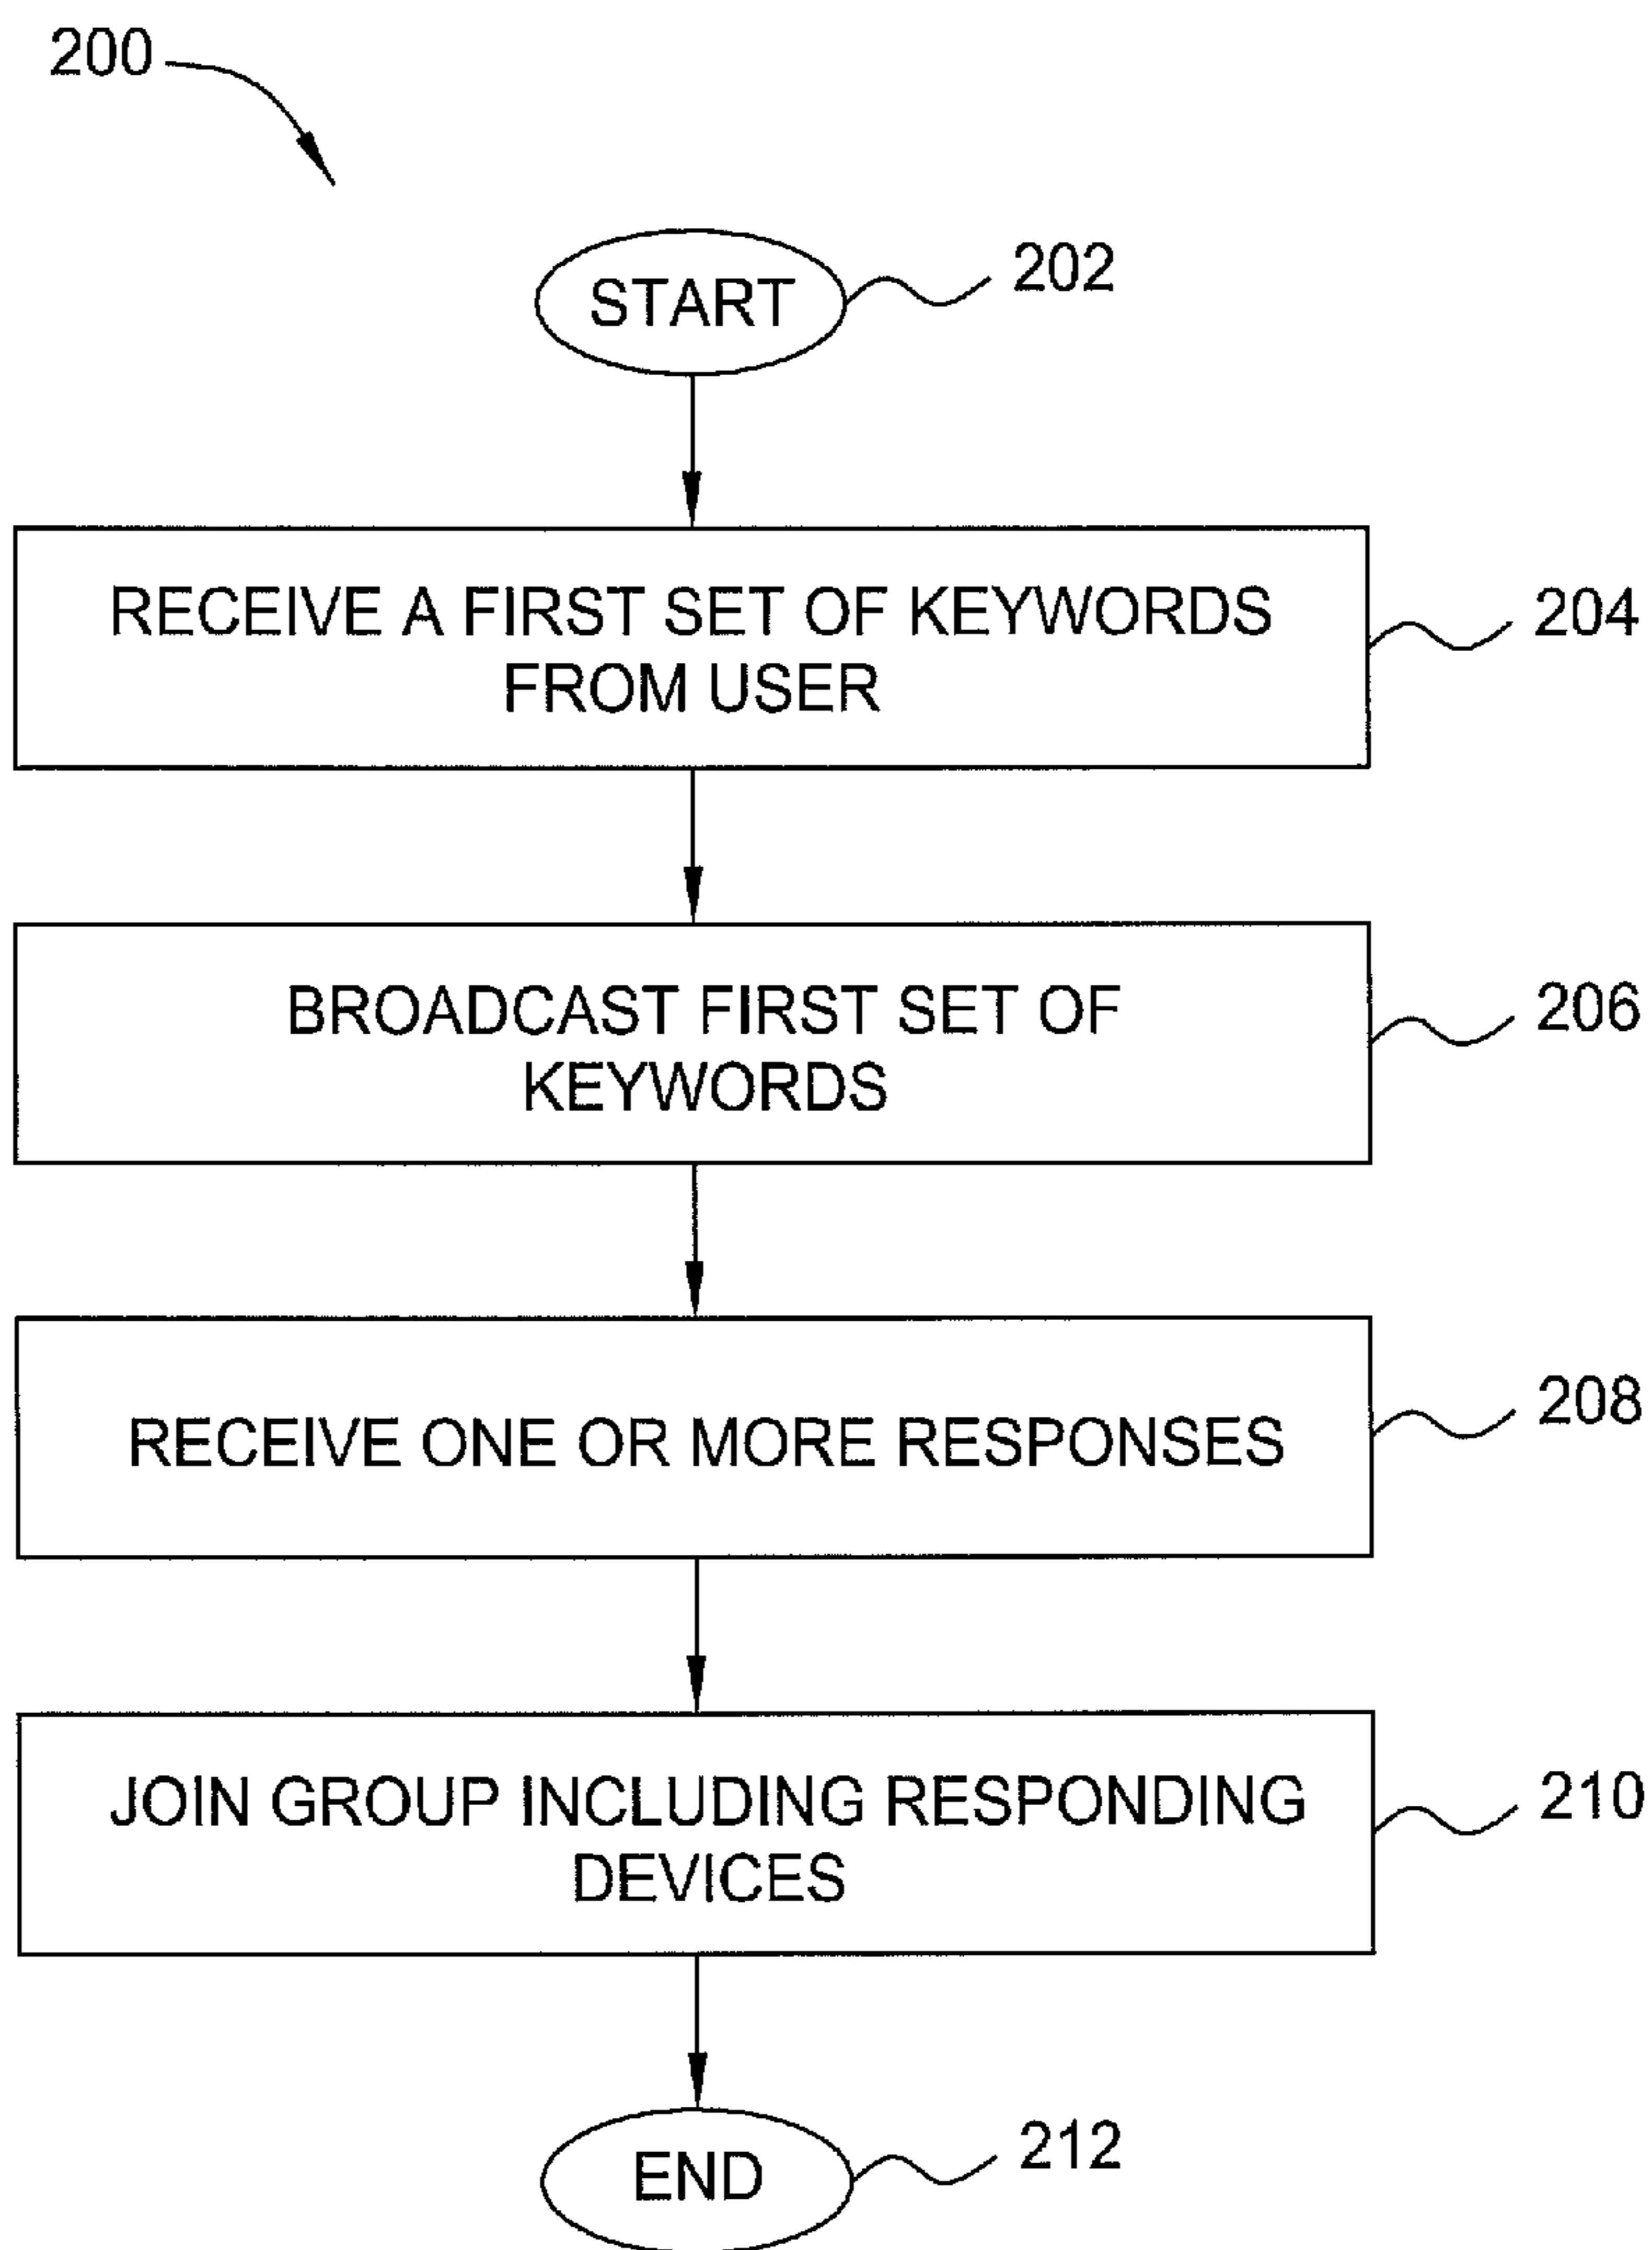 200
START
202
RECEIVE A FIRST SET OF KEYWORDS
FROM USER
204
BROADCAST FIRST SET OF
KEYWORDS
206
RECEIVE ONE OR MORE RESPONSES
208
JOIN GROUP INCLUDING RESPONDING
DEVICES
210
END
212